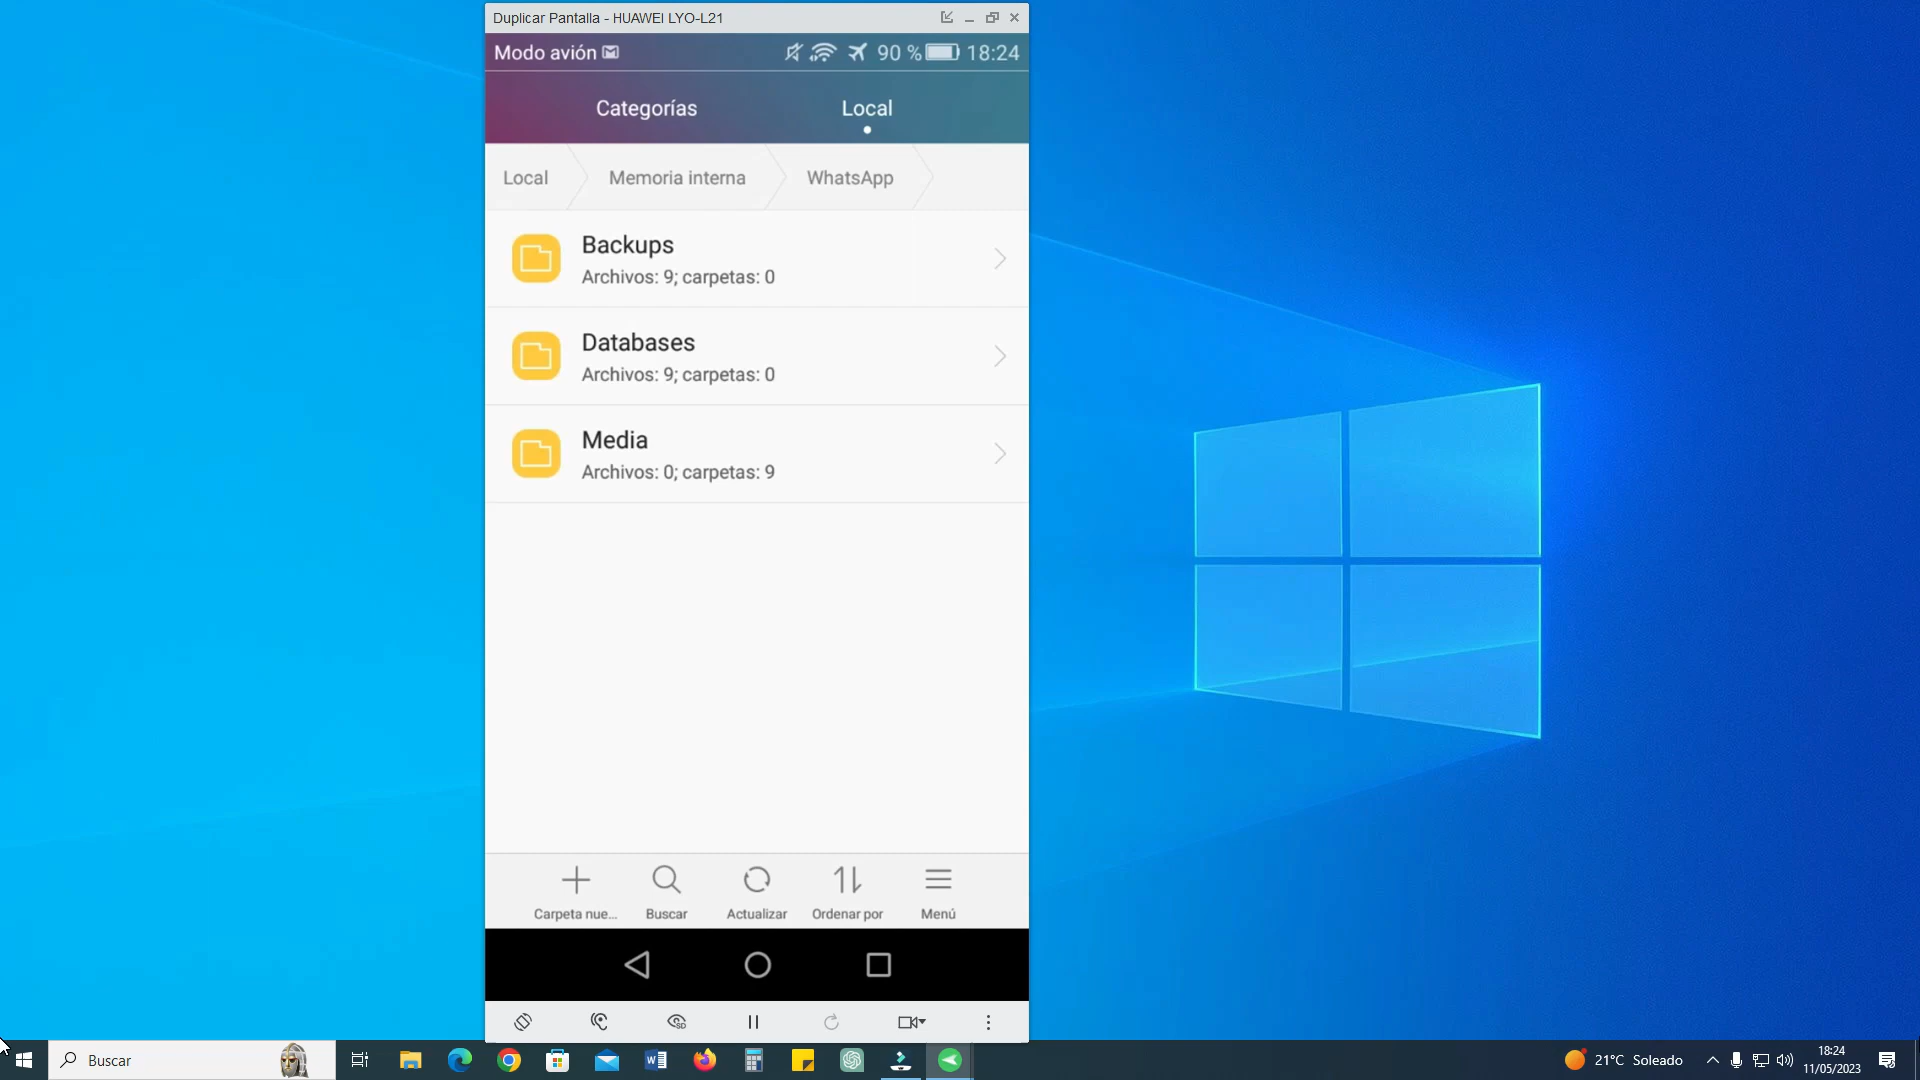 Duplicar Pantalla - HUAWEI LYO-L21
Modo avión 90 % 18:24
Categorías Local
Local Memoria interna WhatsApp
Backups
Archivos: 9; carpetas: 0
Databases
Archivos: 9; carpetas: 0
Media
Archivos: 0; carpetas: 9
Carpeta nue... Buscar Actualizar Ordenar por Menú
SD
Buscar
21°C Soleado
18:24
11/05/2023